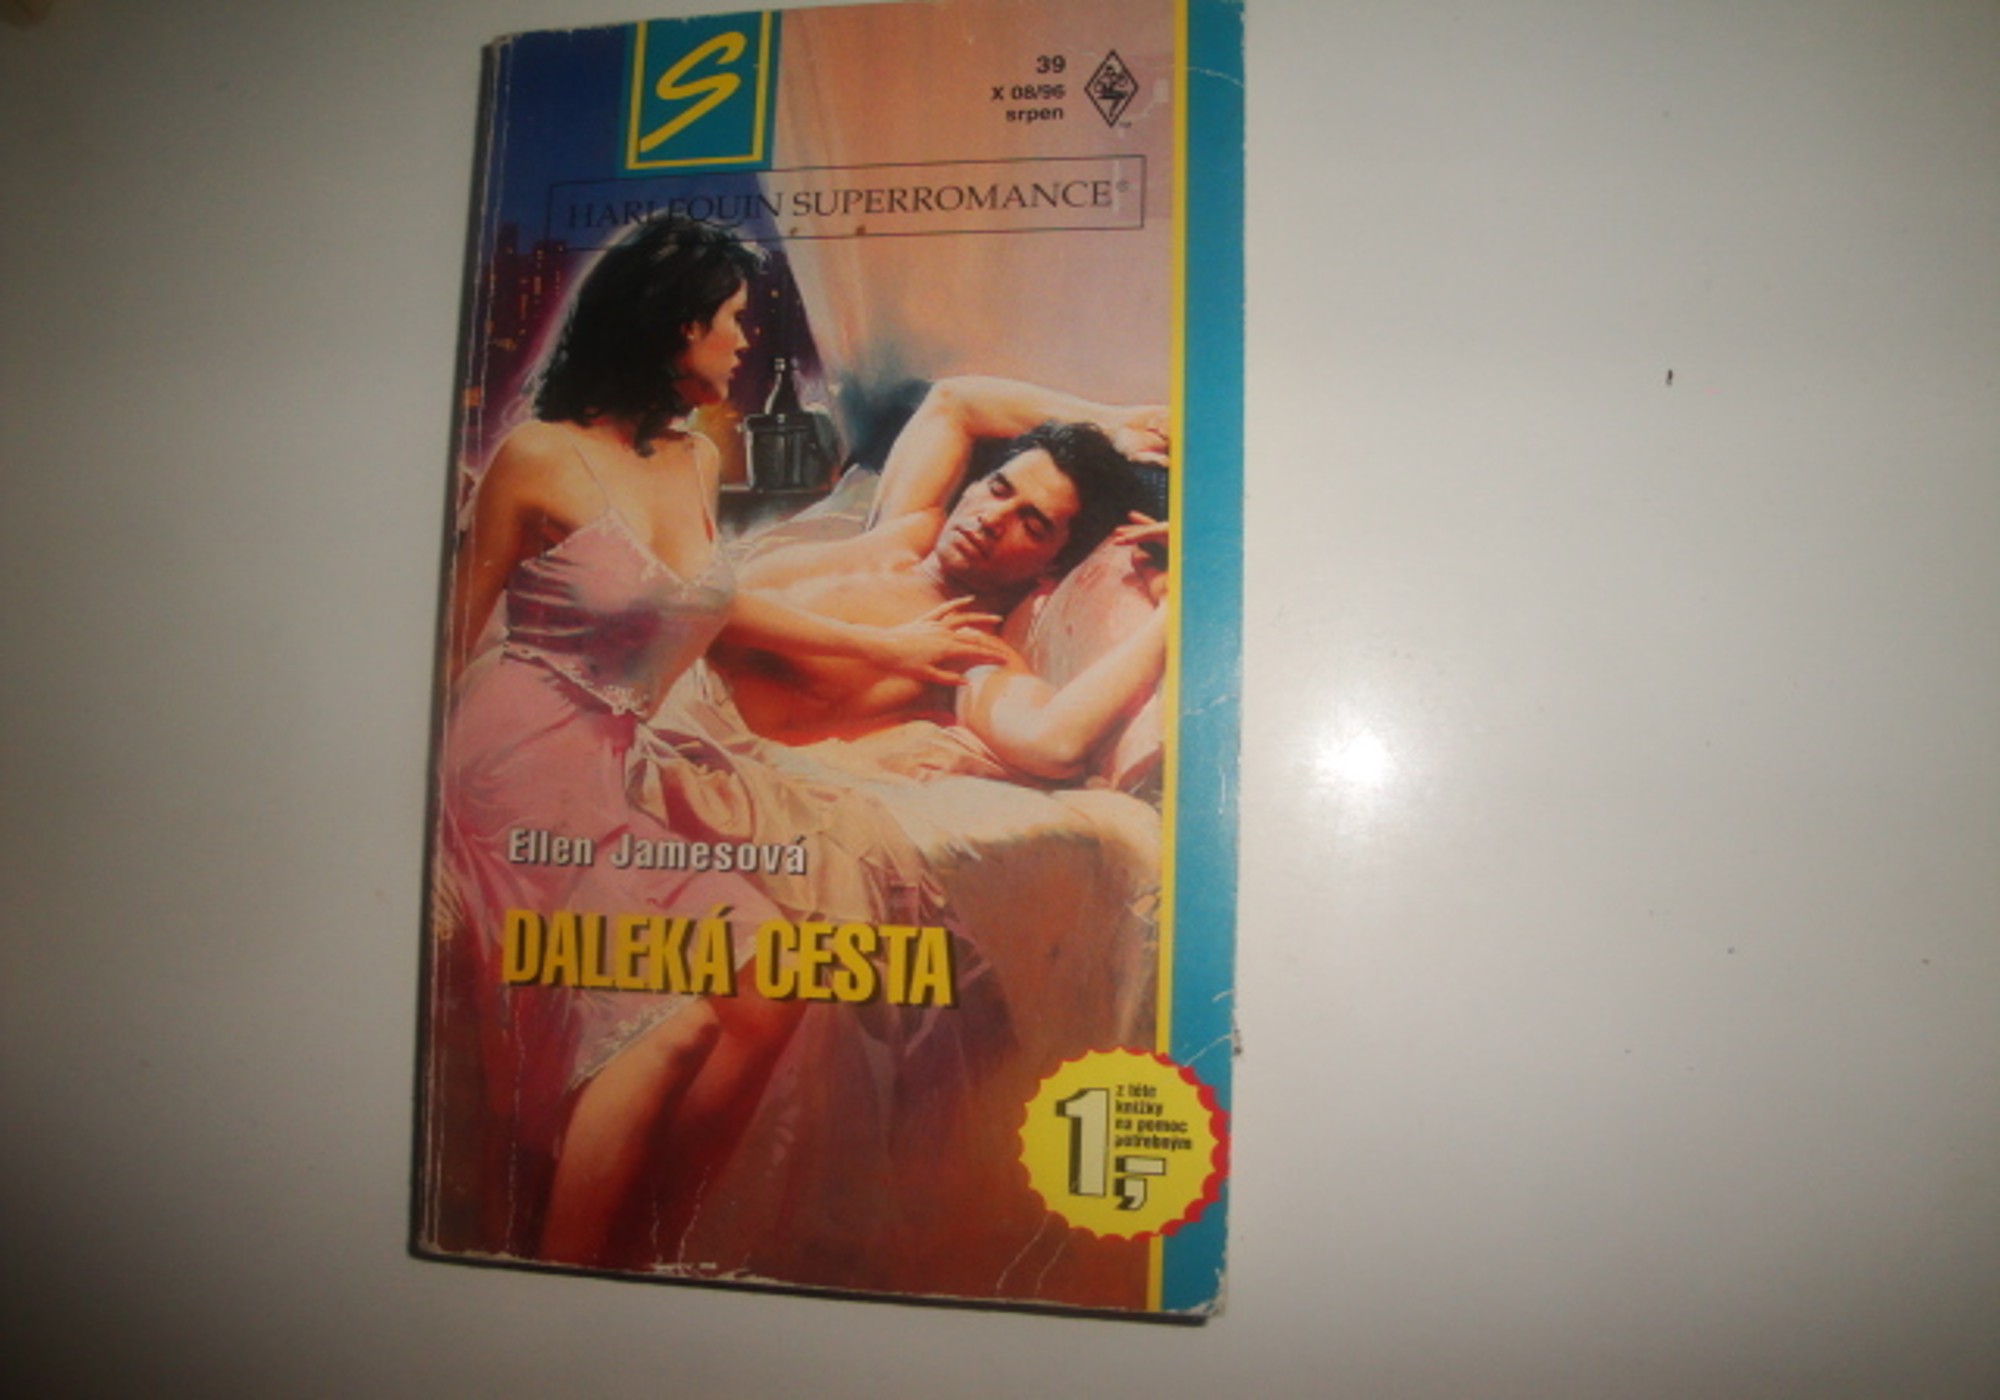 S
39
X 08/96
srpen
HARLEQUIN SUPERROMANCE®
Ellen Jamesová
DALEKÁ CESTA
1,-
z této
knížky
na pomoc
potřebným